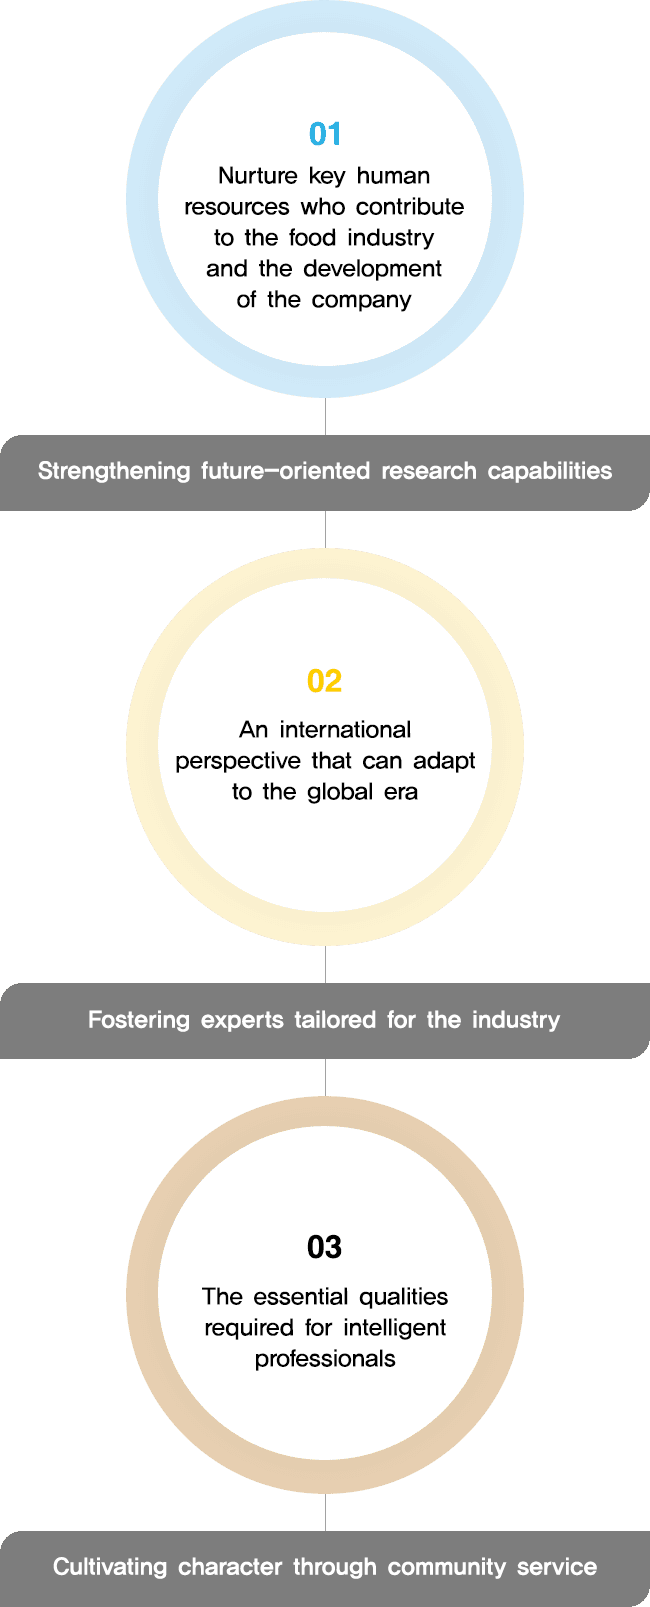 01
Nurture key human
resources who contribute
to the food industry
and the development
of the company
Strengthening future-oriented research capabilities
02
An international
perspective that can adapt
to the global era
Fostering experts tailored for the industry
03
The essential qualities
required for intelligent
professionals
Cultivating character through community service